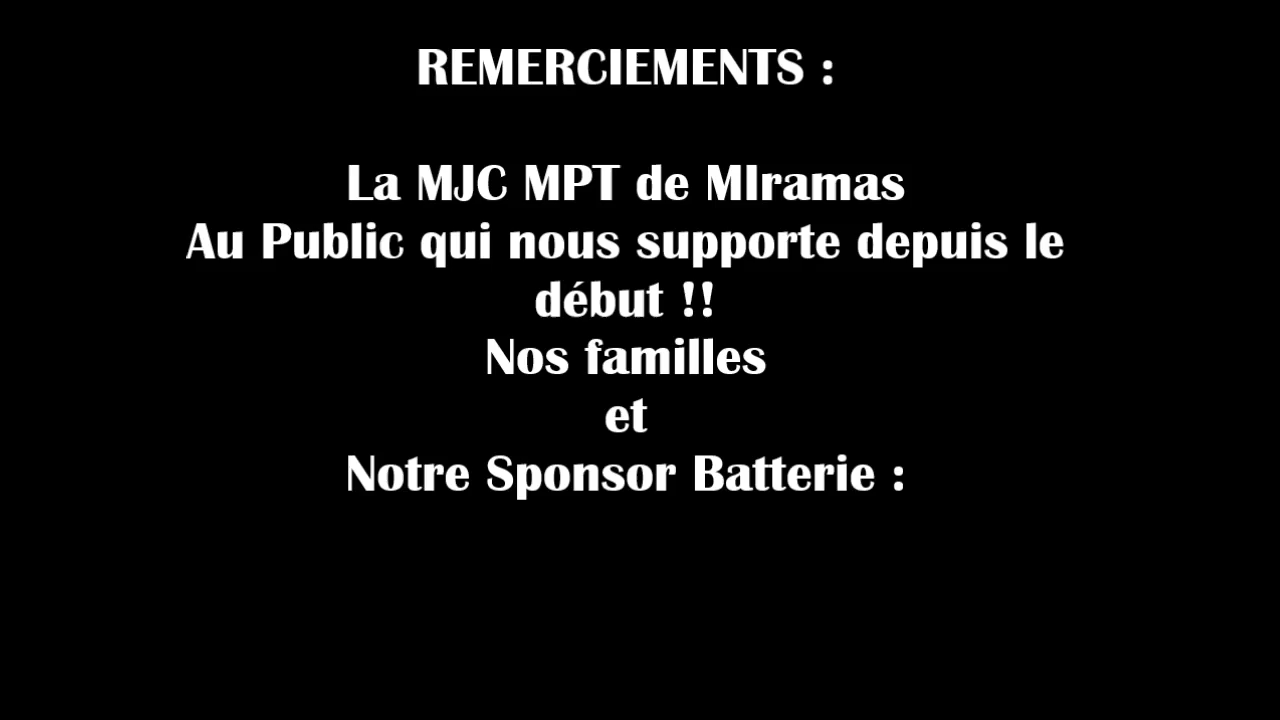 REMERCIEMENTS :
La MJC MPT de MIramas
Au Public qui nous supporte depuis le
début !!
Nos familles
et
Notre Sponsor Batterie :